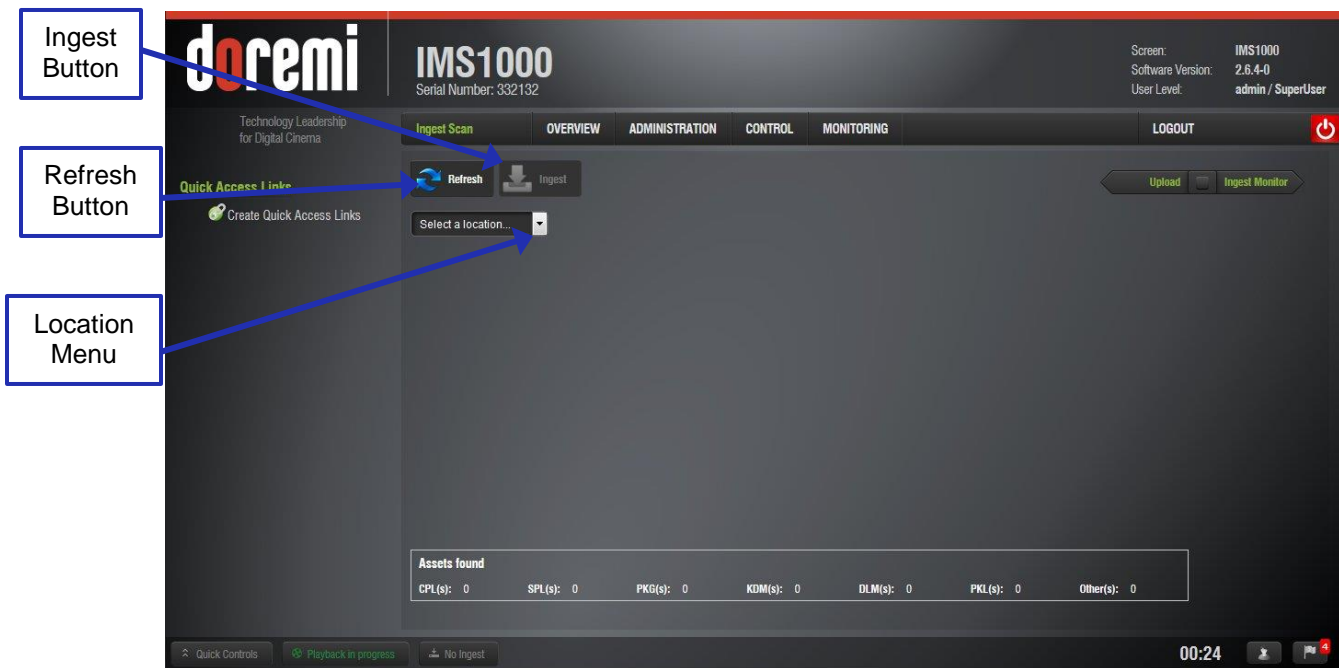 Ingest
Button
Refresh
Button
Location
Menu
doremi
Technology Leadership
for Digital Cinema
IMS1000
Serial Number: 332132
Screen: IMS1000
Software Version: 2.6.4-0
User Level: admin / SuperUser
Ingest Scan OVERVIEW ADMINISTRATION CONTROL MONITORING LOGOUT
Quick Access Links
Create Quick Access Links
Refresh Ingest
Upload Ingest Monitor
Select a location...
Assets found
CPL(s): 0 SPL(s): 0 PKG(s): 0 KDM(s): 0 DLM(s): 0 PKL(s): 0 Other(s): 0
Quick Controls Playback in progress No Ingest 00:24 4